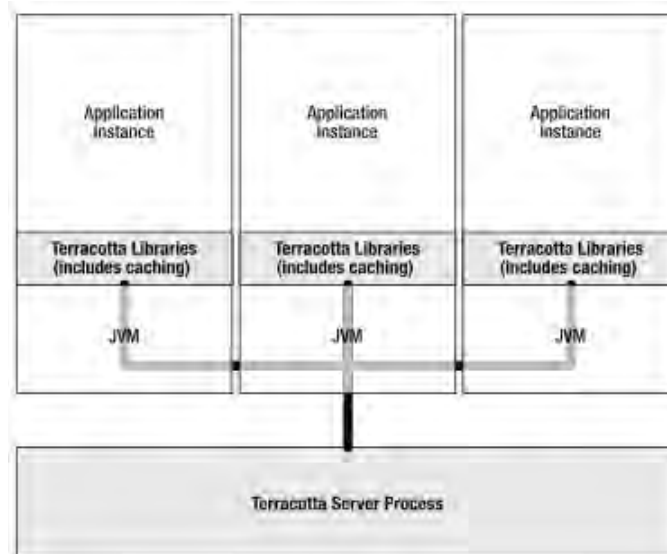 Application
Instance
Application
Instance
Application
Instance
Terracotta Libraries
(includes caching)
Terracotta Libraries
(includes caching)
Terracotta Libraries
(includes caching)
JVM
JVM
JVM
Terracotta Server Process